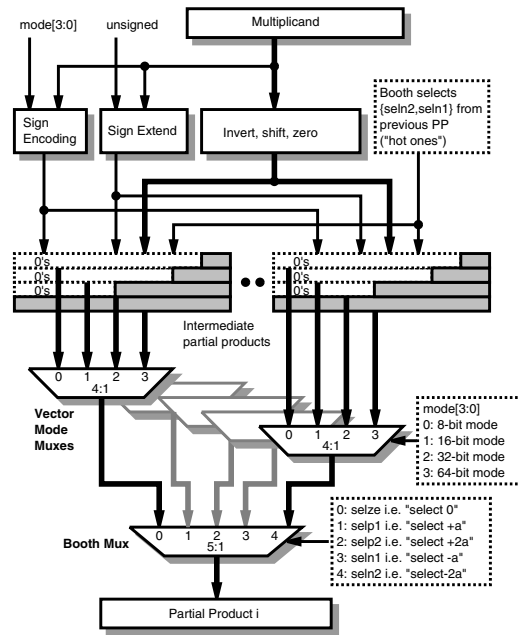 mode[3:0]
unsigned
Multiplicand
Sign
Encoding
Sign Extend
Invert, shift, zero
Booth selects
{seln2,seln1} from
previous PP
("hot ones")
0's
0's
0's
0's
0's
0's
Intermediate
partial products
0 1 2 3
4:1
Vector
Mode
Muxes
0 1 2 3
4:1
mode[3:0]
0: 8-bit mode
1: 16-bit mode
2: 32-bit mode
3: 64-bit mode
0 1 2 3 4
5:1
Booth Mux
0: selze i.e. "select 0"
1: selp1 i.e. "select +a"
2: selp2 i.e. "select +2a"
3: seln1 i.e. "select -a"
4: seln2 i.e. "select-2a"
Partial Product i